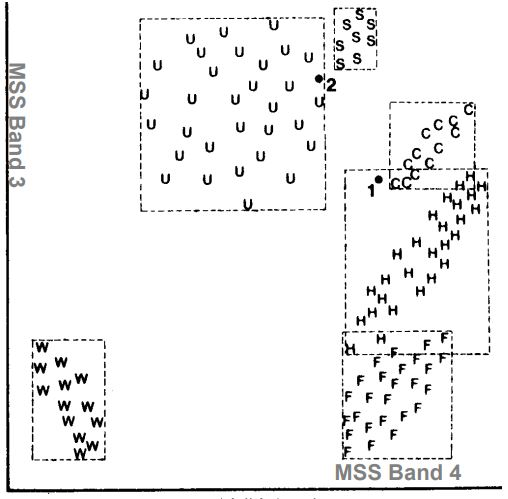 MSS Band 3
U U U U U U U U U U U U U U U U U U U U U U U U U U U U U U U
S S S S S S S S
2
C C C C C C C C C C C C
1
H H H H H H H H H H H H H H H H H H H H H H H H H H H
F F F F F F F F F F F F F F F F F F F F F F F F F F
W W W W W W W W W W W W W
MSS Band 4